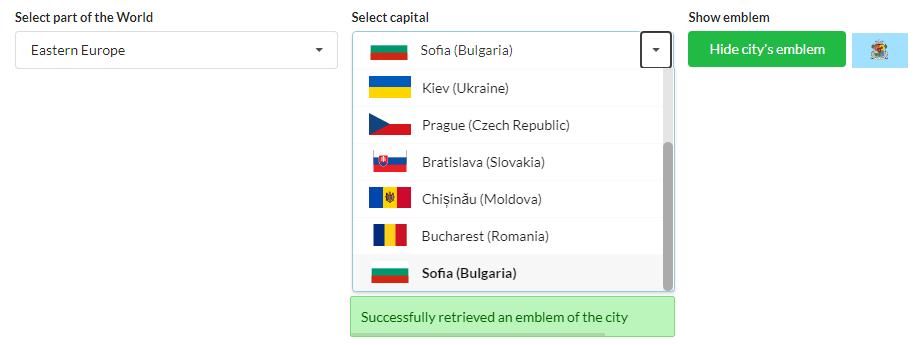 Select part of the World
Select capital
Show emblem
Eastern Europe
Sofia (Bulgaria)
Hide city's emblem
Kiev (Ukraine)
Prague (Czech Republic)
Bratislava (Slovakia)
Chișinău (Moldova)
Bucharest (Romania)
Sofia (Bulgaria)
Successfully retrieved an emblem of the city